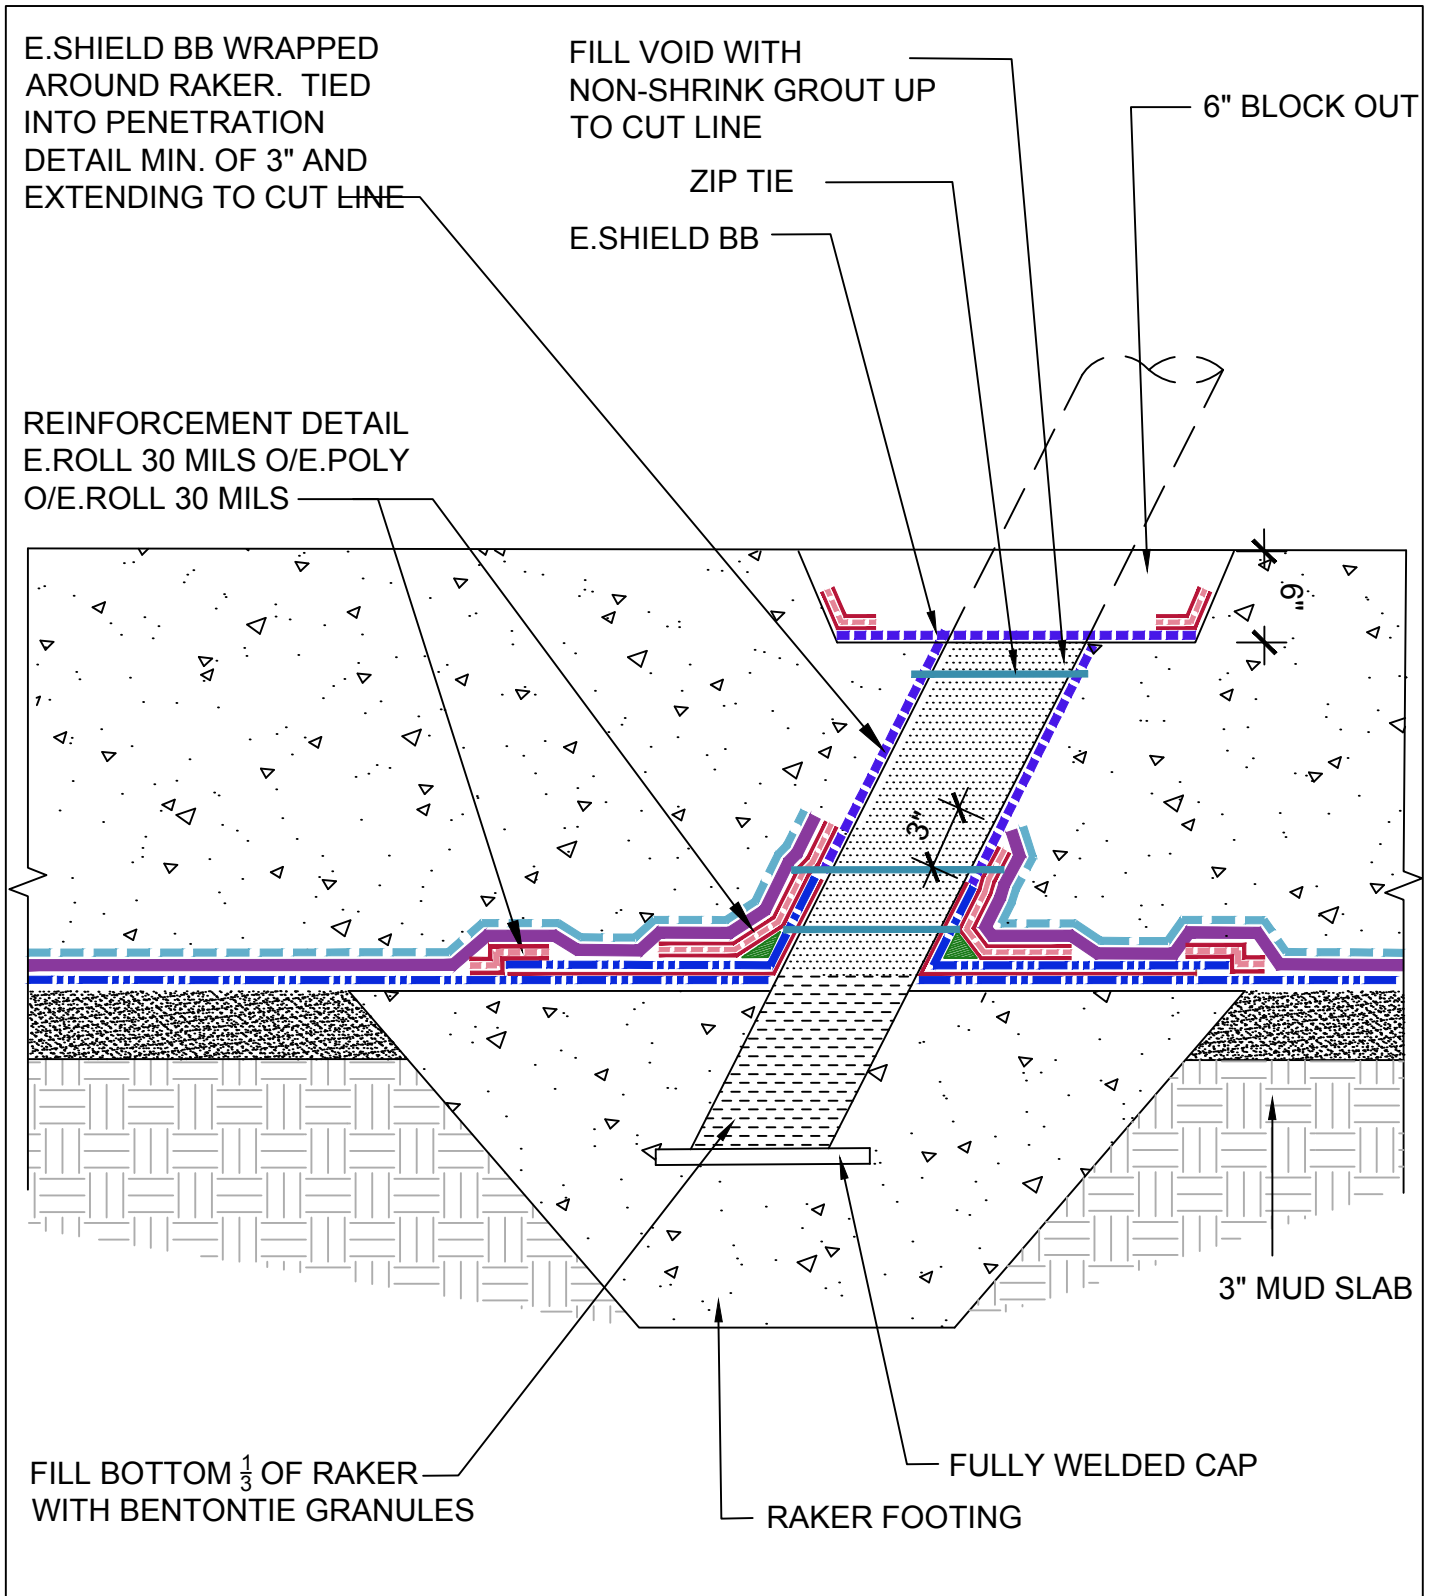 E.SHIELD BB WRAPPED
AROUND RAKER. TIED
INTO PENETRATION
DETAIL MIN. OF 3" AND
EXTENDING TO CUT LINE
FILL VOID WITH
NON-SHRINK GROUT UP
TO CUT LINE
6" BLOCK OUT
ZIP TIE
E.SHIELD BB
REINFORCEMENT DETAIL
E.ROLL 30 MILS O/E.POLY
O/E.ROLL 30 MILS
6"
3"
3" MUD SLAB
FILL BOTTOM 1/3 OF RAKER
WITH BENTONTIE GRANULES
FULLY WELDED CAP
RAKER FOOTING